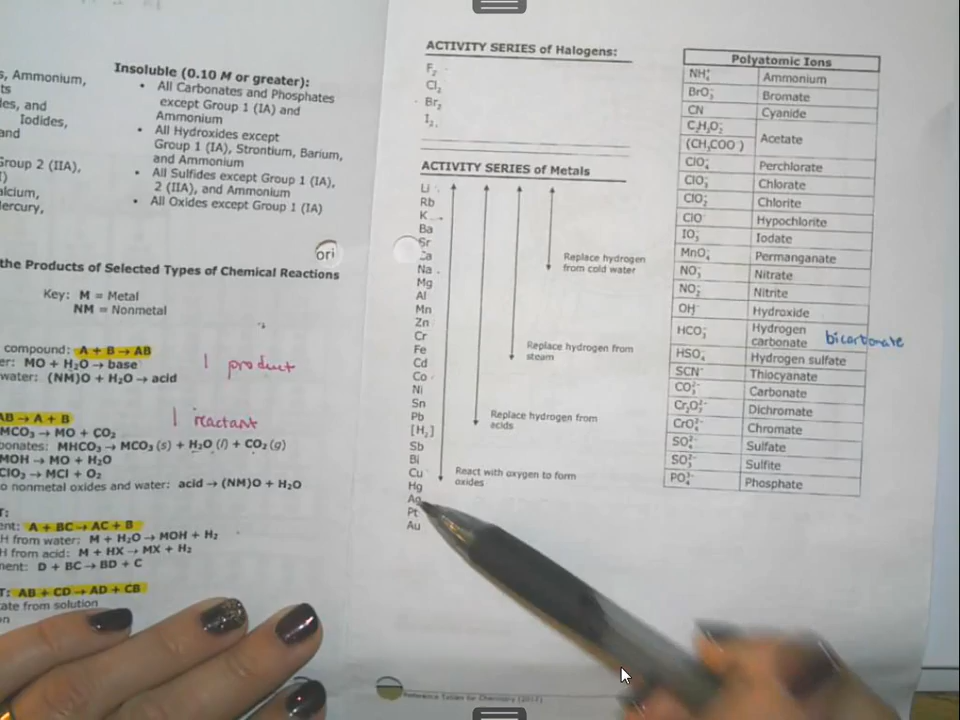 s, Ammonium,
ts
des, and
Iodides,
and
Group 2 (IIA),
)
alcium,
ercury,
Insoluble (0.10 M or greater):
• All Carbonates and Phosphates
except Group 1 (IA) and
Ammonium
• All Hydroxides except
Group 1 (IA), Strontium, Barium,
and Ammonium
• All Sulfides except Group 1 (IA),
2 (IIA), and Ammonium
• All Oxides except Group 1 (IA)
ori
the Products of Selected Types of Chemical Reactions
Key: M = Metal
NM = Nonmetal
compound: A + B → AB
er: MO + H₂O → base
water: (NM)O + H₂O → acid
1 product
AB → A + B
1 reactant
MCO₃ → MO + CO₂
bonates: MHCO₃ → MCO₃ (s) + H₂O (l) + CO₂ (g)
MOH → MO + H₂O
ClO₃ → MCl + O₂
o nonmetal oxides and water: acid → (NM)O + H₂O
T:
ent: A + BC → AC + B
H from water: M + H₂O → MOH + H₂
H from acid: M + HX → MX + H₂
ment: D + BC → BD + C
T: AB + CD → AD + CB
tate from solution
on
ACTIVITY SERIES of Halogens:
F₂
Cl₂
Br₂
I₂
ACTIVITY SERIES of Metals
Li
Rb
K
Ba
Sr
Ca
Na
Mg
Al
Mn
Zn
Cr
Fe
Cd
Co
Ni
Sn
Pb
[H₂]
Sb
Bi
Cu
Hg
Ag
Pt
Au
Replace hydrogen
from cold water
Replace hydrogen from
steam
Replace hydrogen from
acids
React with oxygen to form
oxides
Polyatomic Ions
NH₄⁺ Ammonium
BrO₃⁻ Bromate
CN⁻ Cyanide
C₂H₃O₂⁻
(CH₃COO⁻) Acetate
ClO₄⁻ Perchlorate
ClO₃⁻ Chlorate
ClO₂⁻ Chlorite
ClO⁻ Hypochlorite
IO₃⁻ Iodate
MnO₄⁻ Permanganate
NO₃⁻ Nitrate
NO₂⁻ Nitrite
OH⁻ Hydroxide
HCO₃⁻ Hydrogen
carbonate bicarbonate
HSO₄⁻ Hydrogen sulfate
SCN⁻ Thiocyanate
CO₃²⁻ Carbonate
Cr₂O₇²⁻ Dichromate
CrO₄²⁻ Chromate
SO₄²⁻ Sulfate
SO₃²⁻ Sulfite
PO₄³⁻ Phosphate
Reference Tables for Chemistry (2017)